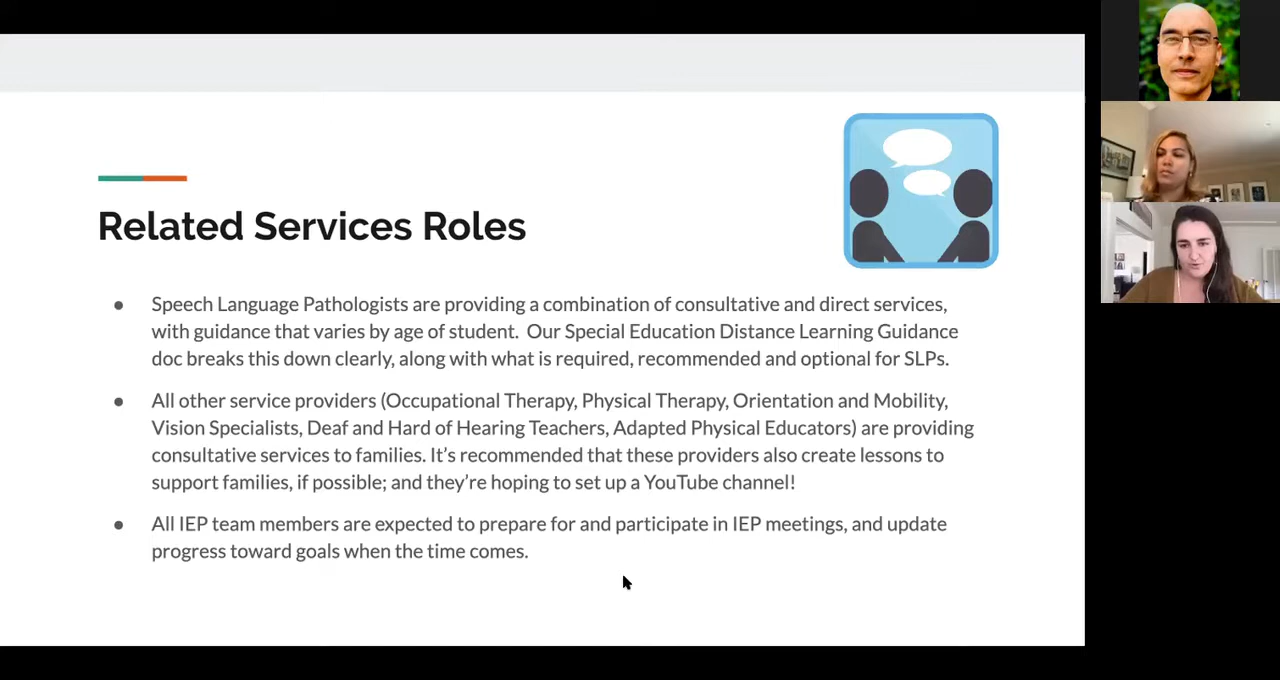 Related Services Roles
● Speech Language Pathologists are providing a combination of consultative and direct services,
with guidance that varies by age of student.  Our Special Education Distance Learning Guidance
doc breaks this down clearly, along with what is required, recommended and optional for SLPs.
● All other service providers (Occupational Therapy, Physical Therapy, Orientation and Mobility,
Vision Specialists, Deaf and Hard of Hearing Teachers, Adapted Physical Educators) are providing
consultative services to families. It’s recommended that these providers also create lessons to
support families, if possible; and they’re hoping to set up a YouTube channel!
● All IEP team members are expected to prepare for and participate in IEP meetings, and update
progress toward goals when the time comes.